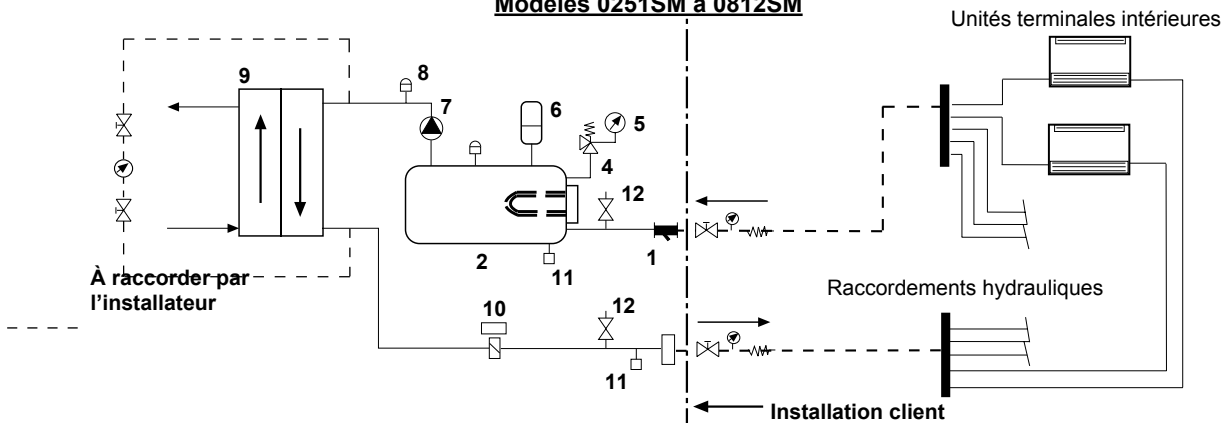 Modèles 0251SM à 0812SM
Unités terminales intérieures
9
8
7
6
5
4
12
2
11
1
À raccorder par
l’installateur
Raccordements hydrauliques
10
12
11
Installation client